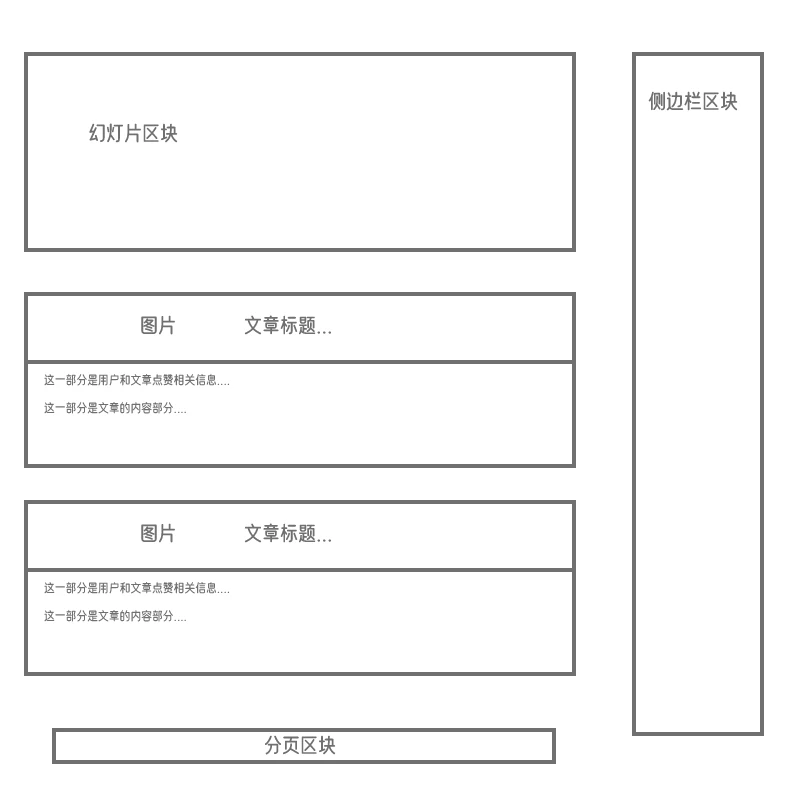 幻灯片区块
侧边栏区块
图片 文章标题...
这一部分是用户和文章点赞相关信息....
这一部分是文章的内容部分....
图片 文章标题...
这一部分是用户和文章点赞相关信息....
这一部分是文章的内容部分....
分页区块